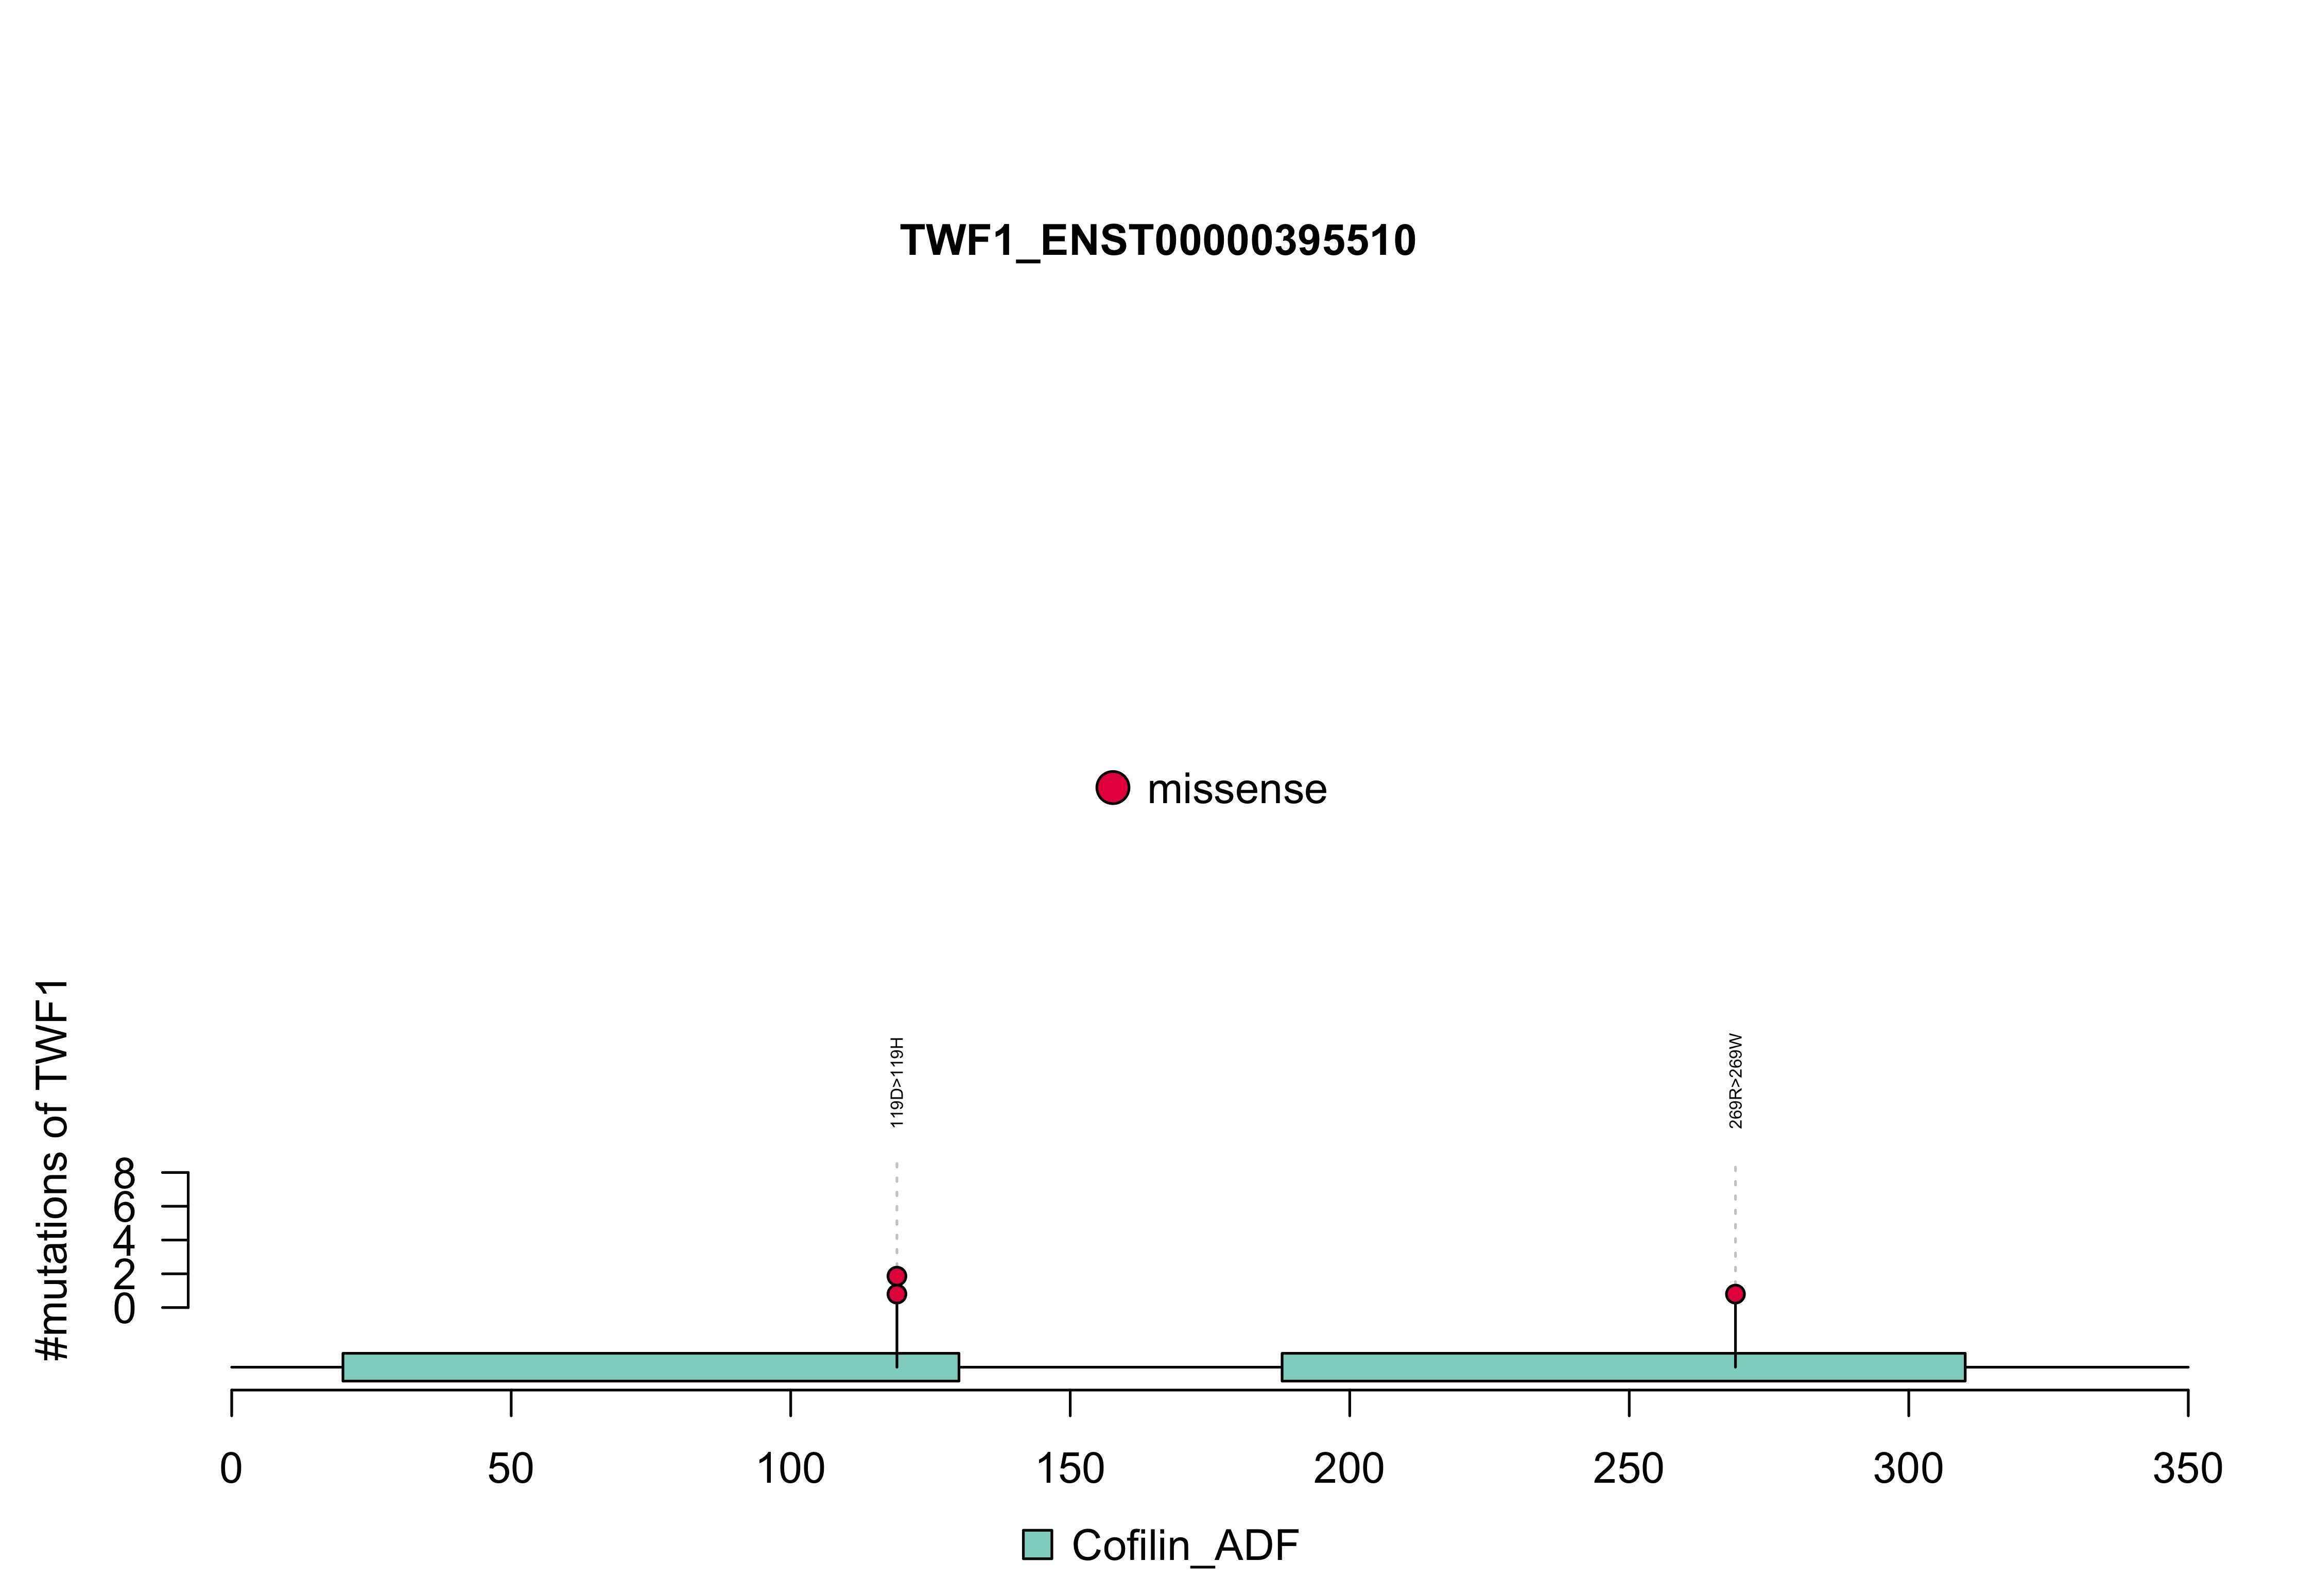 TWF1_ENST00000395510
missense
#mutations of TWF1
119D>119H
269R>269W
8
6
4
2
0
0 50 100 150 200 250 300 350
Cofilin_ADF